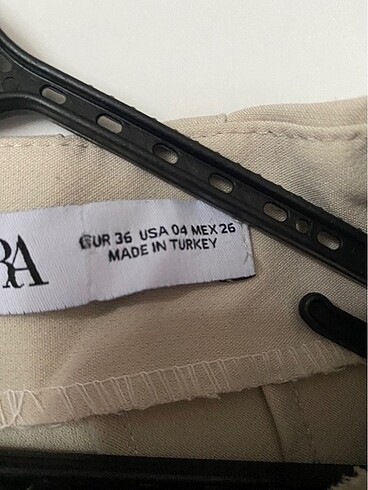 RA
EUR 36 USA 04 MEX 26
MADE IN TURKEY